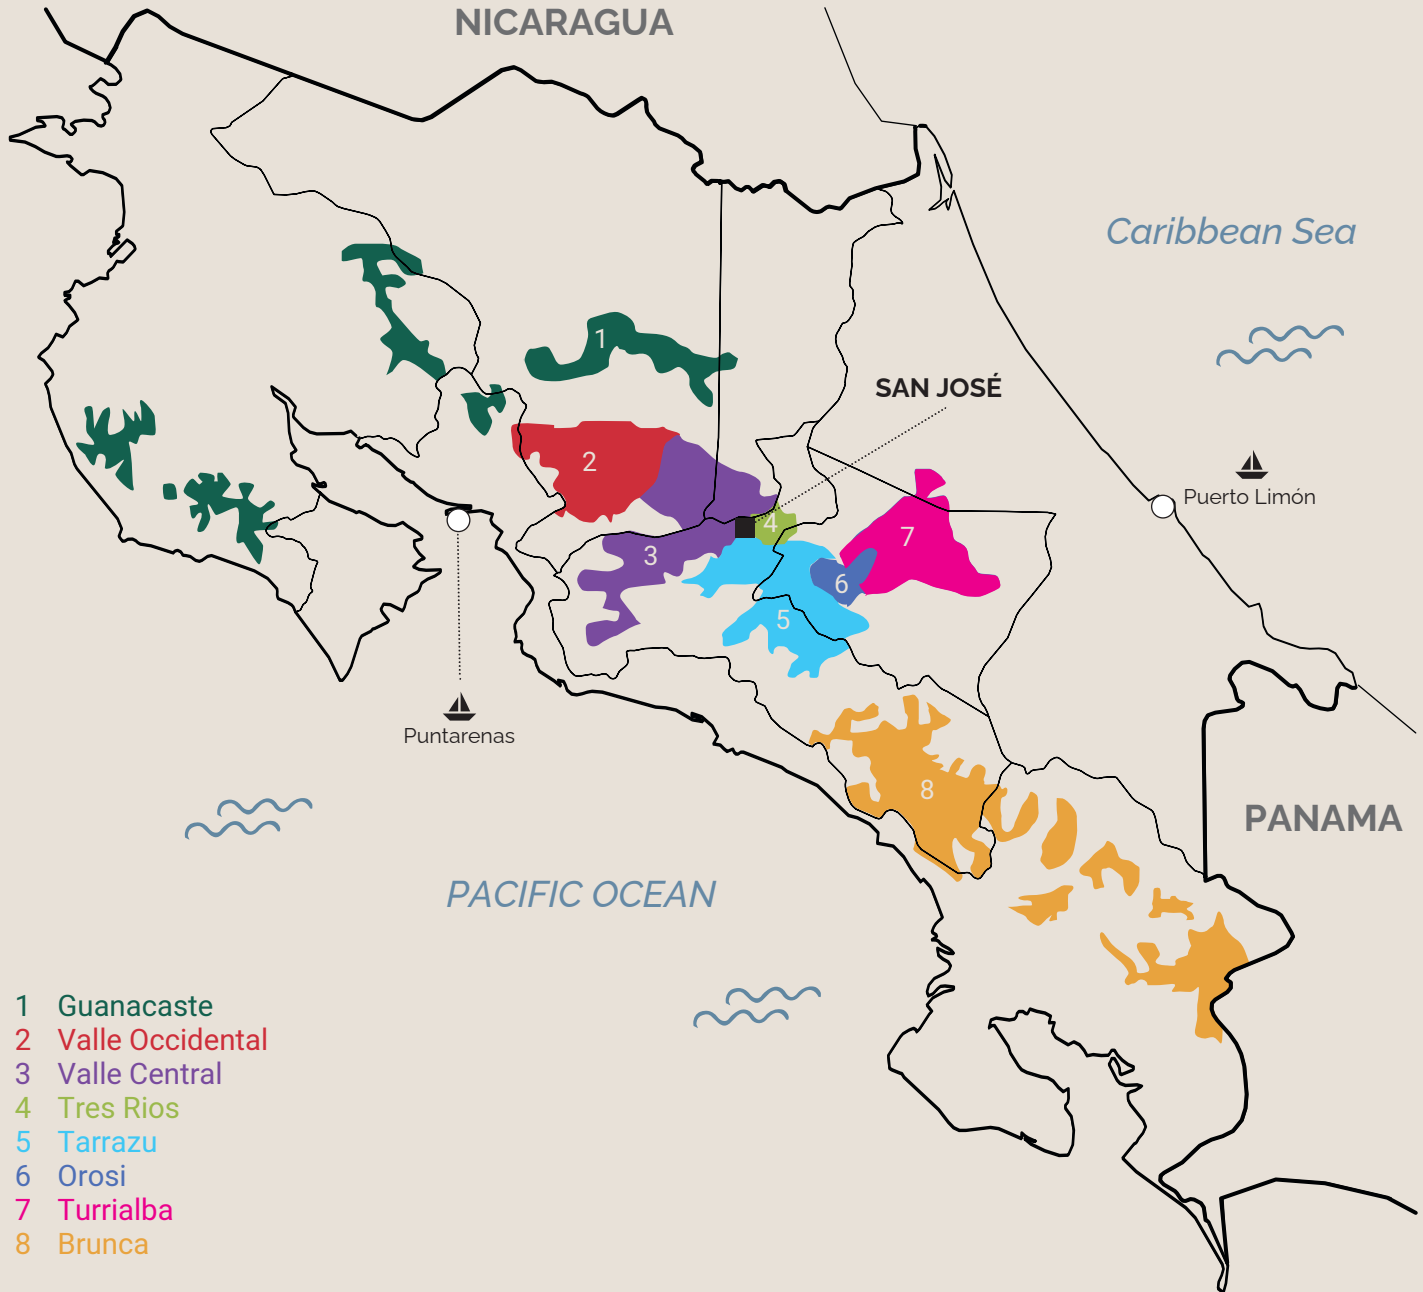 NICARAGUA
Caribbean Sea
1
SAN JOSÉ
2
Puerto Limón
4
7
3
6
5
Puntarenas
8
PANAMA
PACIFIC OCEAN
1 Guanacaste
2 Valle Occidental
3 Valle Central
4 Tres Rios
5 Tarrazu
6 Orosi
7 Turrialba
8 Brunca